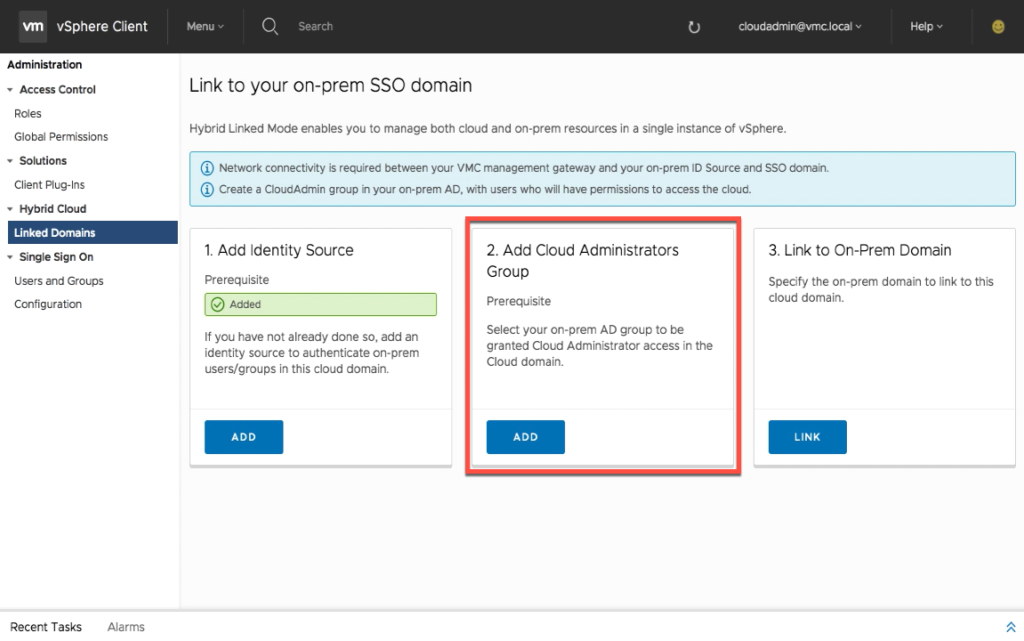 vm vSphere Client Menu Search cloudadmin@vmc.local Help
Administration
Access Control
Roles
Global Permissions
Solutions
Client Plug-Ins
Hybrid Cloud
Linked Domains
Single Sign On
Users and Groups
Configuration
Link to your on-prem SSO domain
Hybrid Linked Mode enables you to manage both cloud and on-prem resources in a single instance of vSphere.
Network connectivity is required between your VMC management gateway and your on-prem ID Source and SSO domain.
Create a CloudAdmin group in your on-prem AD, with users who will have permissions to access the cloud.
1. Add Identity Source
Prerequisite
Added
If you have not already done so, add an
identity source to authenticate on-prem
users/groups in this cloud domain.
ADD
2. Add Cloud Administrators
Group
Prerequisite
Select your on-prem AD group to be
granted Cloud Administrator access in the
Cloud domain.
ADD
3. Link to On-Prem Domain
Specify the on-prem domain to link to this
cloud domain.
LINK
Recent Tasks Alarms